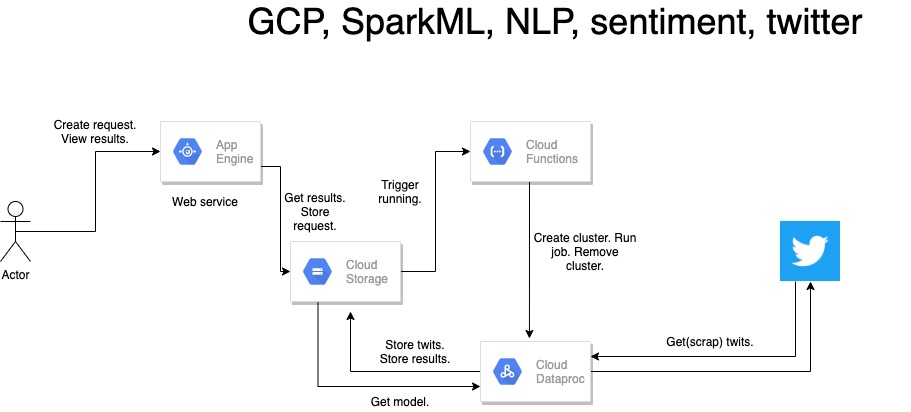 GCP, SparkML, NLP, sentiment, twitter
Create request.
View results.
App
Engine
Web service
Actor
Get results.
Store
request.
Trigger
running.
Cloud
Functions
Cloud
Storage
Create cluster. Run
job. Remove
cluster.
Store twits.
Store results.
Get model.
Cloud
Dataproc
Get(scrap) twits.